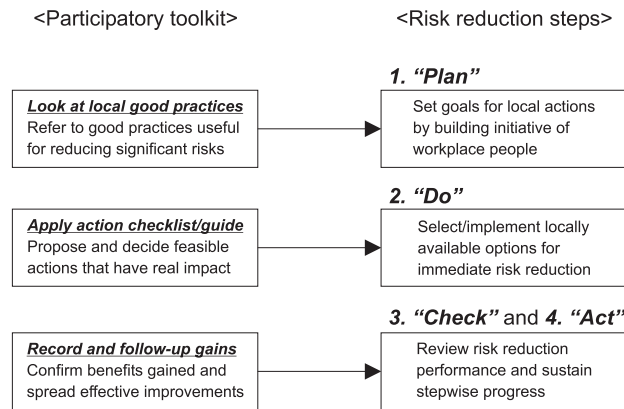 <Participatory toolkit>
<Risk reduction steps>
Look at local good practices
Refer to good practices useful
for reducing significant risks
1. “Plan”
Set goals for local actions
by building initiative of
workplace people
Apply action checklist/guide
Propose and decide feasible
actions that have real impact
2. “Do”
Select/implement locally
available options for
immediate risk reduction
Record and follow-up gains
Confirm benefits gained and
spread effective improvements
3. “Check” and 4. “Act”
Review risk reduction
performance and sustain
stepwise progress